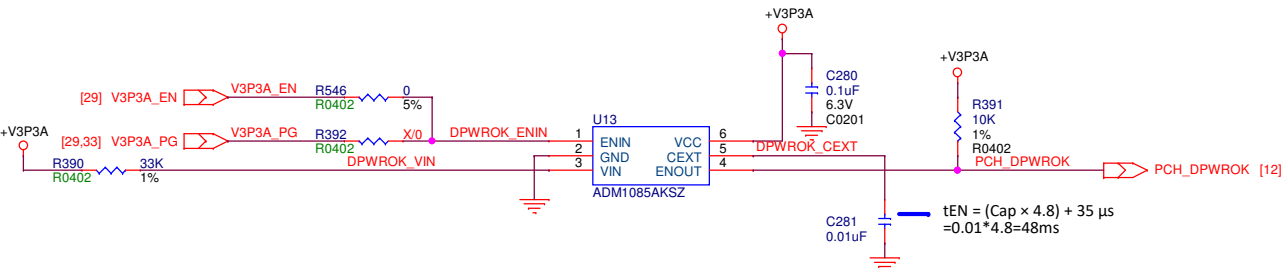 +V3P3A
+V3P3A
C280
0.1uF
6.3V
C0201
R391
10K
1%
R0402
[29] V3P3A_EN
V3P3A_EN
R546
R0402
0
5%
[29,33] V3P3A_PG
V3P3A_PG
R392
R0402
X/0
DPWROK_ENIN
+V3P3A
R390
R0402
33K
1%
DPWROK_VIN
U13
1 ENIN VCC 6
2 GND CEXT 5
3 VIN ENOUT 4
ADM1085AKSZ
DPWROK_CEXT
PCH_DPWROK
PCH_DPWROK [12]
C281
0.01uF
tEN = (Cap × 4.8) + 35 µs
=0.01*4.8=48ms